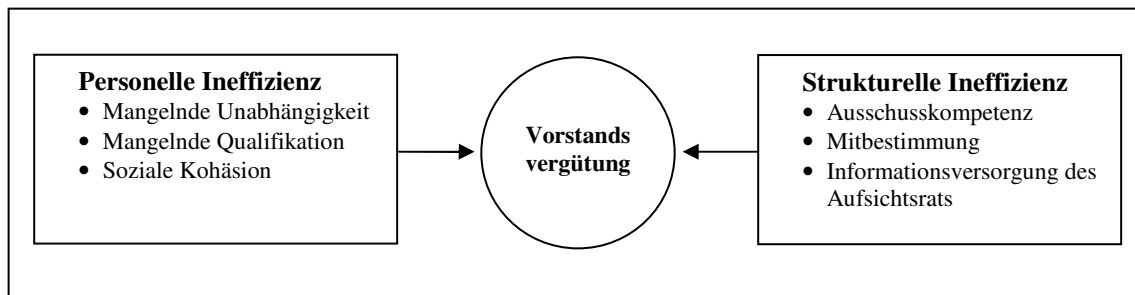 Personelle Ineffizienz
• Mangelnde Unabhängigkeit
• Mangelnde Qualifikation
• Soziale Kohäsion
Vorstands
vergütung
Strukturelle Ineffizienz
• Ausschusskompetenz
• Mitbestimmung
• Informationsversorgung des
Aufsichtsrats